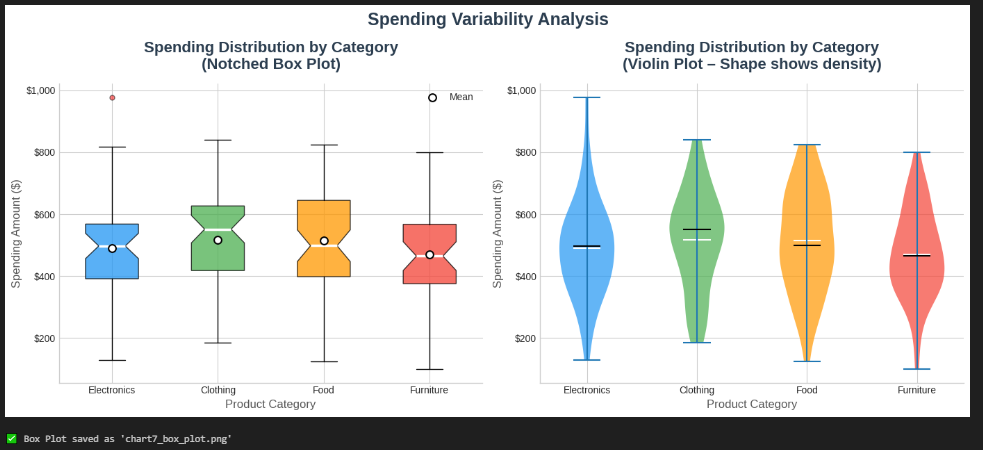 Spending Variability Analysis
Spending Distribution by Category
(Notched Box Plot)
$1,000
$800
$600
$400
$200
Spending Amount ($)
Mean
Electronics
Clothing
Food
Furniture
Product Category
Spending Distribution by Category
(Violin Plot – Shape shows density)
$1,000
$800
$600
$400
$200
Spending Amount ($)
Electronics
Clothing
Food
Furniture
Product Category
✅ Box Plot saved as 'chart7_box_plot.png'